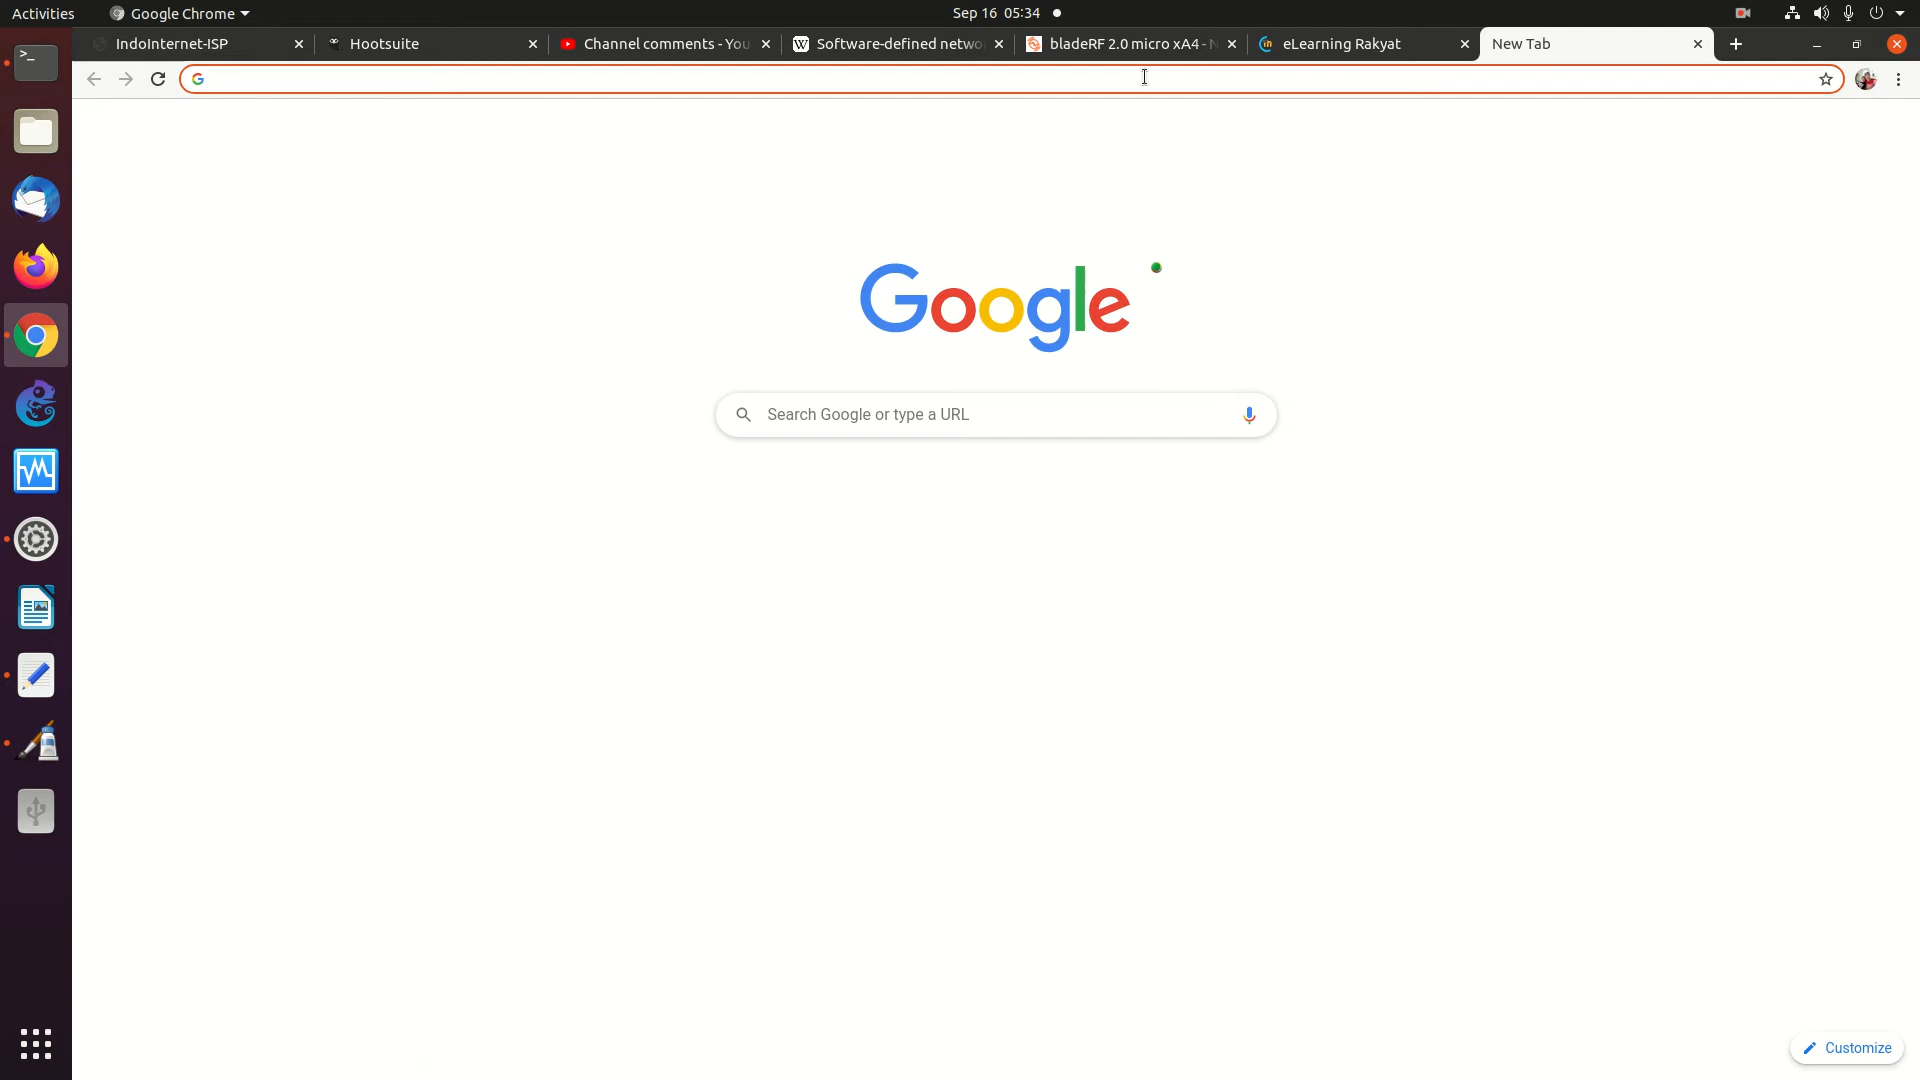 Activities
Google Chrome
Sep 16 05:34
IndoInternet-ISP
Hootsuite
Channel comments - You
Software-defined netwo
bladeRF 2.0 micro xA4 - N
eLearning Rakyat
New Tab
Google
Search Google or type a URL
Customize